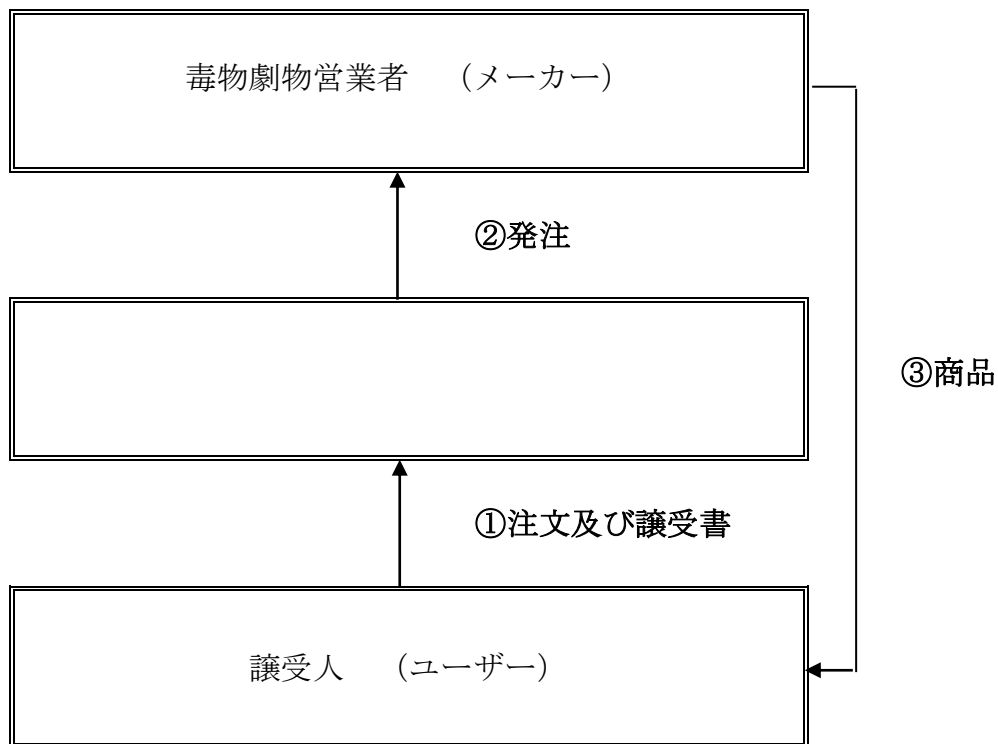 毒物劇物営業者　（メーカー）
②発注
③商品
①注文及び譲受書
譲受人　（ユーザー）